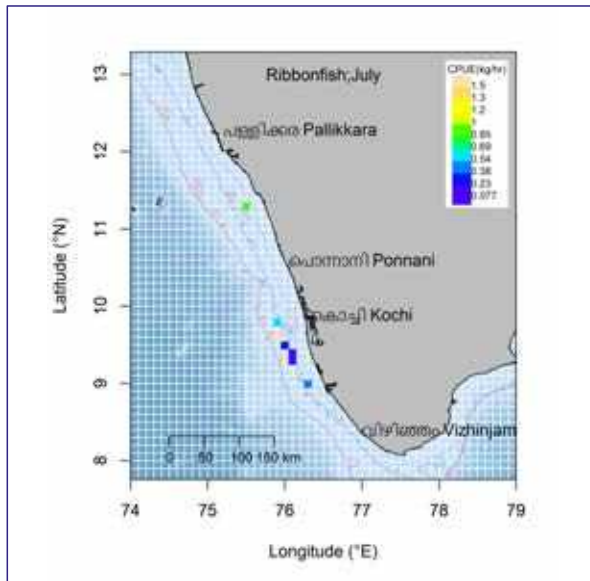 Ribbonfish;July
CPUE(kg/hr)
1.5
1.3
1.2
1
0.85
0.69
0.54
0.38
0.23
0.077
പള്ളിക്കര Pallikkara
പൊന്നാനി Ponnani
കൊച്ചി Kochi
വിഴിഞ്ഞം Vizhinjam
0 50 100 150 km
13
12
11
10
9
8
Latitude (°N)
74 75 76 77 78 79
Longitude (°E)